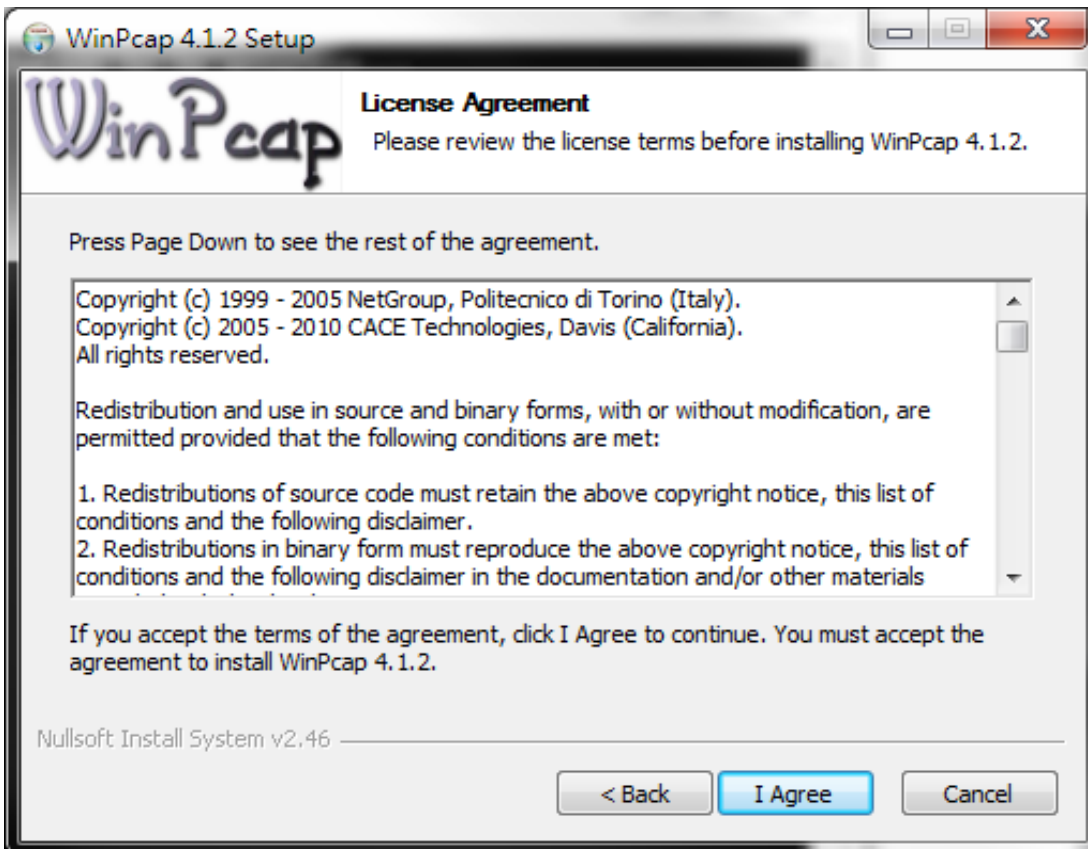 WinPcap 4.1.2 Setup
WinPcap
License Agreement
Please review the license terms before installing WinPcap 4.1.2.
Press Page Down to see the rest of the agreement.
Copyright (c) 1999 - 2005 NetGroup, Politecnico di Torino (Italy).
Copyright (c) 2005 - 2010 CACE Technologies, Davis (California).
All rights reserved.
Redistribution and use in source and binary forms, with or without modification, are
permitted provided that the following conditions are met:
1. Redistributions of source code must retain the above copyright notice, this list of
conditions and the following disclaimer.
2. Redistributions in binary form must reproduce the above copyright notice, this list of
conditions and the following disclaimer in the documentation and/or other materials
If you accept the terms of the agreement, click I Agree to continue. You must accept the
agreement to install WinPcap 4.1.2.
Nullsoft Install System v2.46
< Back
I Agree
Cancel